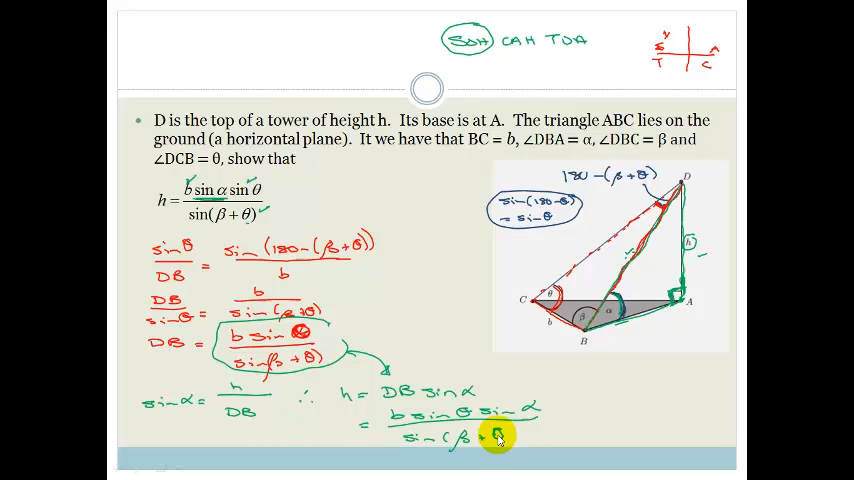 SOH CAH TOA
S A
T C
• D is the top of a tower of height h. Its base is at A. The triangle ABC lies on the
ground (a horizontal plane). It we have that BC = b, ∠DBA = α, ∠DBC = β and
∠DCB = θ, show that
h = b sin α sin θ / sin(β + θ)
180 - (β + θ)
D
sin(180 - θ)
= sin θ
h
C
θ
A
b
β
α
B
sin θ / DB = sin (180 - (β + θ)) / b
DB / sin θ = b / sin (β + θ)
DB = b sin θ / sin(β + θ)
sin α = h / DB ∴ h = DB sin α
= b sin θ sin α / sin (β + θ